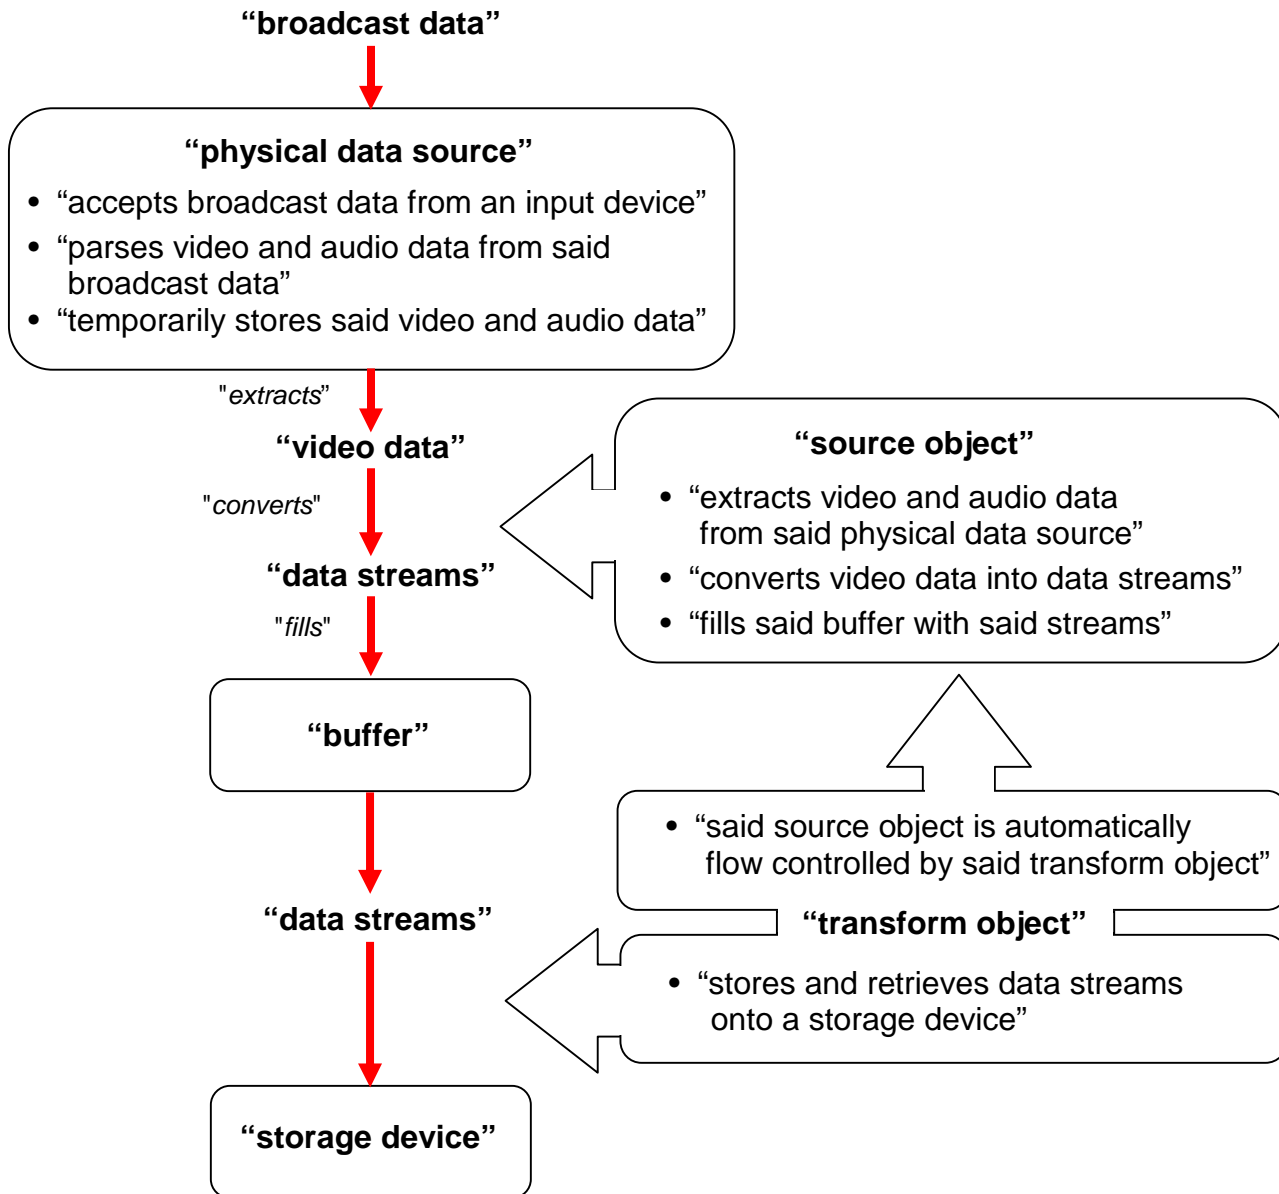 “broadcast data”
“physical data source”
• “accepts broadcast data from an input device”
• “parses video and audio data from said
broadcast data”
• “temporarily stores said video and audio data”
"extracts”
“video data”
"converts"
“data streams”
"fills"
“buffer”
“data streams”
“storage device”
“source object”
• “extracts video and audio data
from said physical data source”
• “converts video data into data streams”
• “fills said buffer with said streams”
• “said source object is automatically
flow controlled by said transform object”
“transform object”
• “stores and retrieves data streams
onto a storage device”